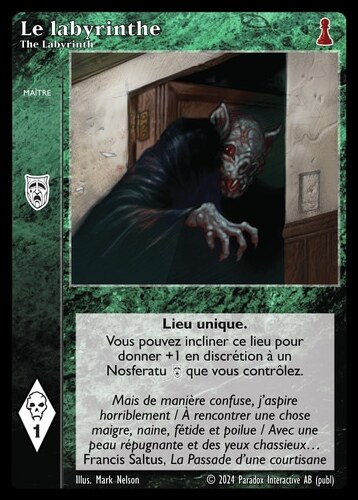 Le labyrinthe
The Labyrinth
MAÎTRE
Lieu unique.
Vous pouvez incliner ce lieu pour
donner +1 en discrétion à un
Nosferatu que vous contrôlez.
Mais de manière confuse, j'aspire
horriblement / À rencontrer une chose
maigre, naine, fétide et poilue / Avec une
peau répugnante et des yeux chassieux…
Francis Saltus, La Passade d'une courtisane
1
Illus. Mark Nelson
© 2024 Paradox Interactive AB (publ)